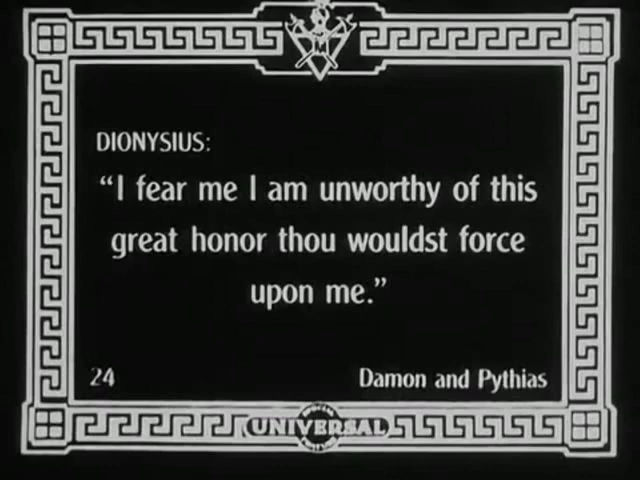 DIONYSIUS:
“I fear me I am unworthy of this
great honor thou wouldst force
upon me.”
24
Damon and Pythias
UNIVERSAL